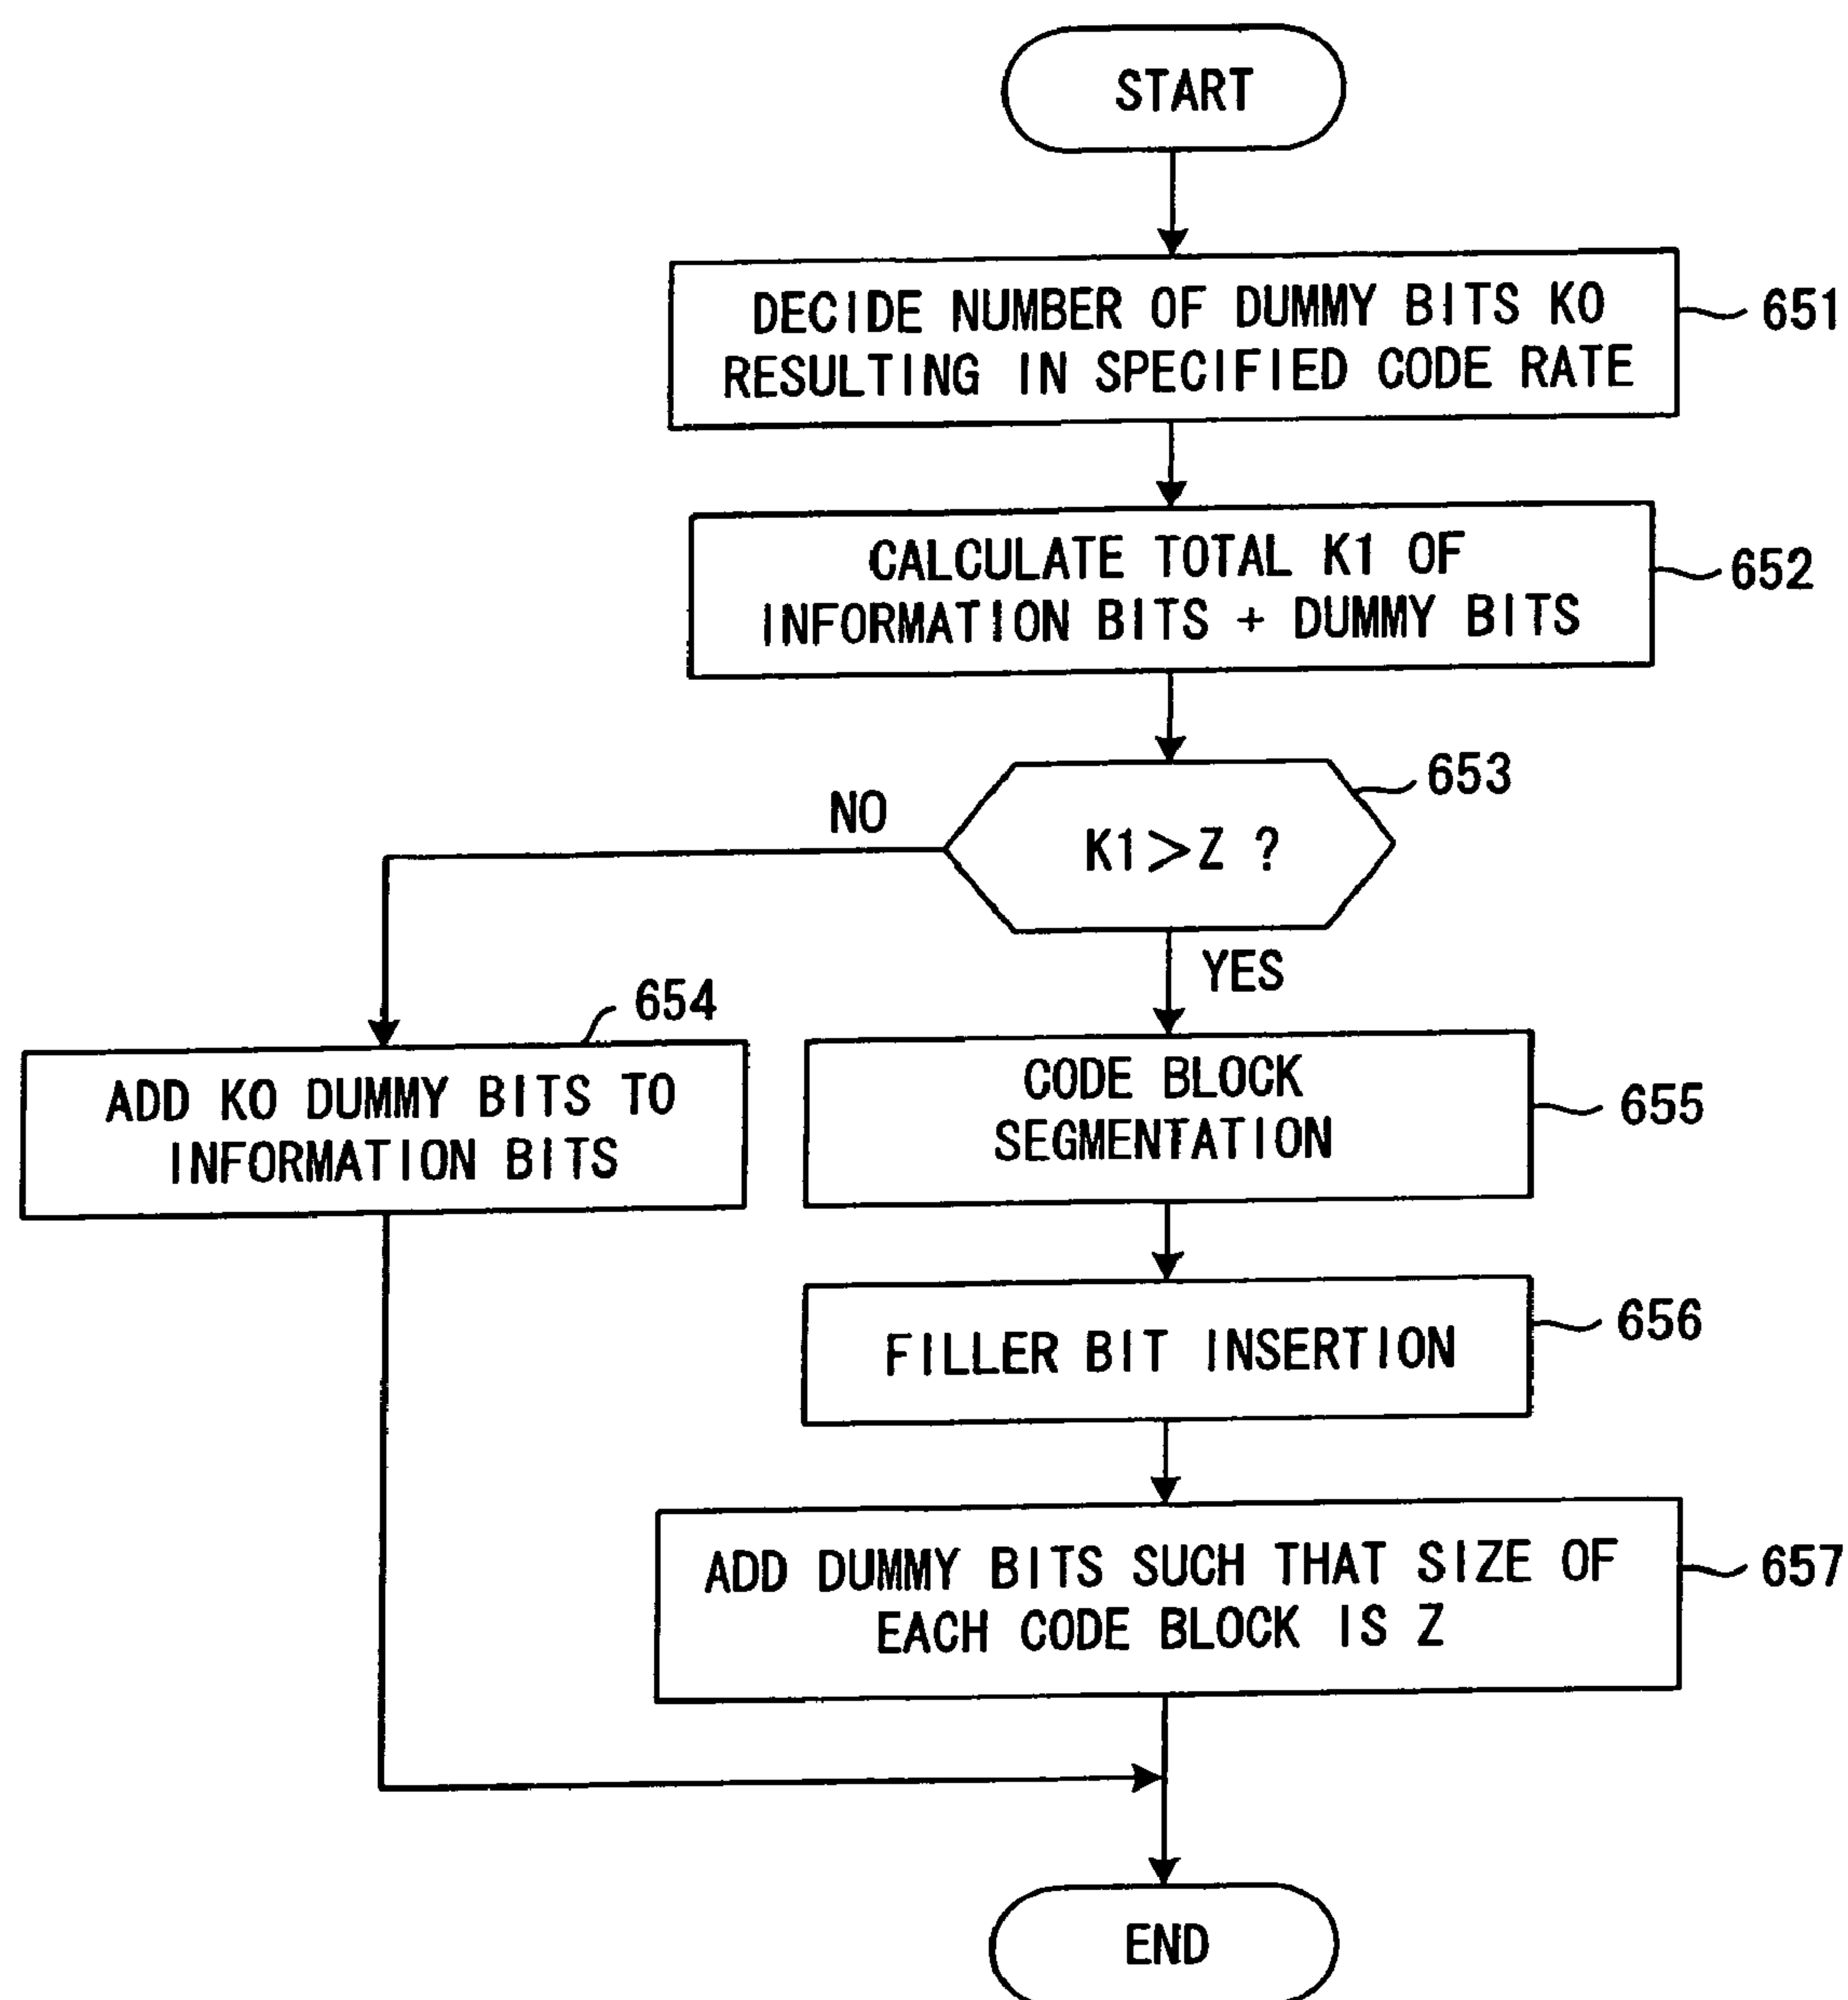 START
DECIDE NUMBER OF DUMMY BITS K0
RESULTING IN SPECIFIED CODE RATE
651
CALCULATE TOTAL K1 OF
INFORMATION BITS + DUMMY BITS
652
653
NO
K1>Z ?
YES
654
ADD K0 DUMMY BITS TO
INFORMATION BITS
CODE BLOCK
SEGMENTATION
655
FILLER BIT INSERTION
656
ADD DUMMY BITS SUCH THAT SIZE OF
EACH CODE BLOCK IS Z
657
END